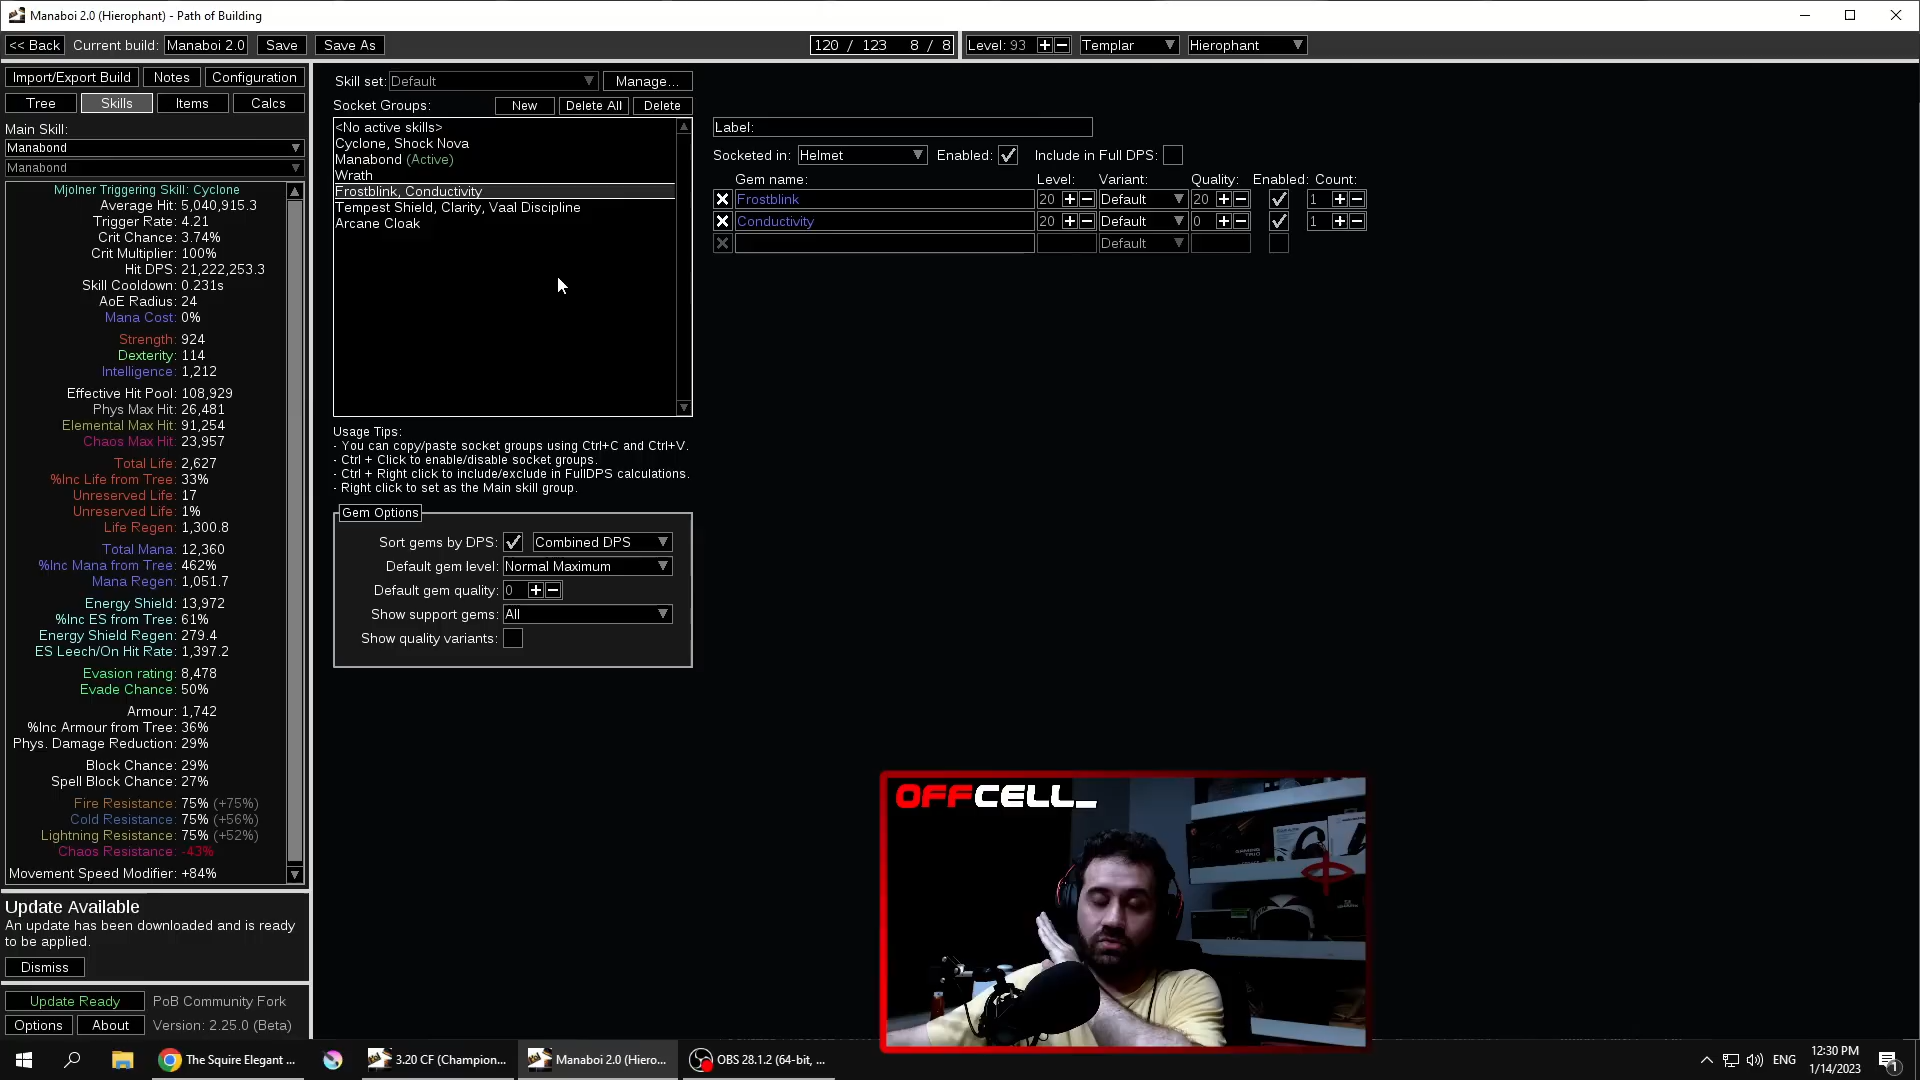 Manaboi 2.0 (Hierophant) - Path of Building
<< Back Current build: Manaboi 2.0 Save Save As 120 / 123 8 / 8 Level: 93 Templar Hierophant
Import/Export Build Notes Configuration
Tree Skills Items Calcs
Main Skill:
Manabond
Manabond
Mjolner Triggering Skill: Cyclone
Average Hit: 5,040,915.3
Trigger Rate: 4.21
Crit Chance: 3.74%
Crit Multiplier: 100%
Hit DPS: 21,222,253.3
Skill Cooldown: 0.231s
AoE Radius: 24
Mana Cost: 0%
Strength: 924
Dexterity: 114
Intelligence: 1,212
Effective Hit Pool: 108,929
Phys Max Hit: 26,481
Elemental Max Hit: 91,254
Chaos Max Hit: 23,957
Total Life: 2,627
%Inc Life from Tree: 33%
Unreserved Life: 17
Unreserved Life: 1%
Life Regen: 1,300.8
Total Mana: 12,360
%Inc Mana from Tree: 462%
Mana Regen: 1,051.7
Energy Shield: 13,972
%Inc ES from Tree: 61%
Energy Shield Regen: 279.4
ES Leech/On Hit Rate: 1,397.2
Evasion rating: 8,478
Evade Chance: 50%
Armour: 1,742
%Inc Armour from Tree: 36%
Phys. Damage Reduction: 29%
Block Chance: 29%
Spell Block Chance: 27%
Fire Resistance: 75% (+75%)
Cold Resistance: 75% (+56%)
Lightning Resistance: 75% (+52%)
Chaos Resistance: -43%
Movement Speed Modifier: +84%
Update Available
An update has been downloaded and is ready
to be applied.
Dismiss
Update Ready PoB Community Fork
Options About Version: 2.25.0 (Beta)
Skill set: Default Manage...
Socket Groups: New Delete All Delete
<No active skills>
Cyclone, Shock Nova
Manabond (Active)
Wrath
Frostblink, Conductivity
Tempest Shield, Clarity, Vaal Discipline
Arcane Cloak
Usage Tips:
- You can copy/paste socket groups using Ctrl+C and Ctrl+V.
- Ctrl + Click to enable/disable socket groups.
- Ctrl + Right click to include/exclude in FullDPS calculations.
- Right click to set as the Main skill group.
Gem Options
Sort gems by DPS: Combined DPS
Default gem level: Normal Maximum
Default gem quality: 0
Show support gems: All
Show quality variants:
Label:
Socketed in: Helmet Enabled: Include in Full DPS:
Gem name: Level: Variant: Quality: Enabled: Count:
Frostblink 20 Default 20 1
Conductivity 20 Default 0 1
Default
OFFCELL_
The Squire Elegant ... 3.20 CF (Champion... Manaboi 2.0 (Hiero... OBS 28.1.2 (64-bit, ... ENG 12:30 PM
1/14/2023
1